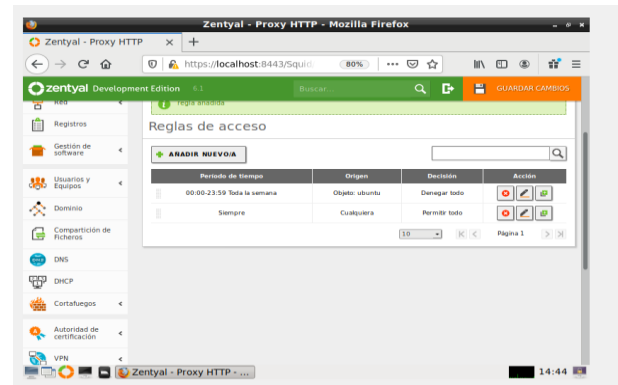 Zentyal - Proxy HTTP - Mozilla Firefox
Zentyal - Proxy HTTP
https://localhost:8443/Squid
80%
zentyal Development Edition 6.1
Buscar...
GUARDAR CAMBIOS
Red
regla añadida
Registros
Reglas de acceso
Gestión de software
AÑADIR NUEVO/A
Periodo de tiempo Origen Decisión Acción
Usuarios y Equipos
00:00-23:59 Toda la semana Objeto: ubuntu Denegar todo
Dominio
Siempre Cualquiera Permitir todo
Compartición de Ficheros
10 Página 1
DNS
DHCP
Cortafuegos
Autoridad de certificación
VPN
Zentyal - Proxy HTTP - ...
14:44